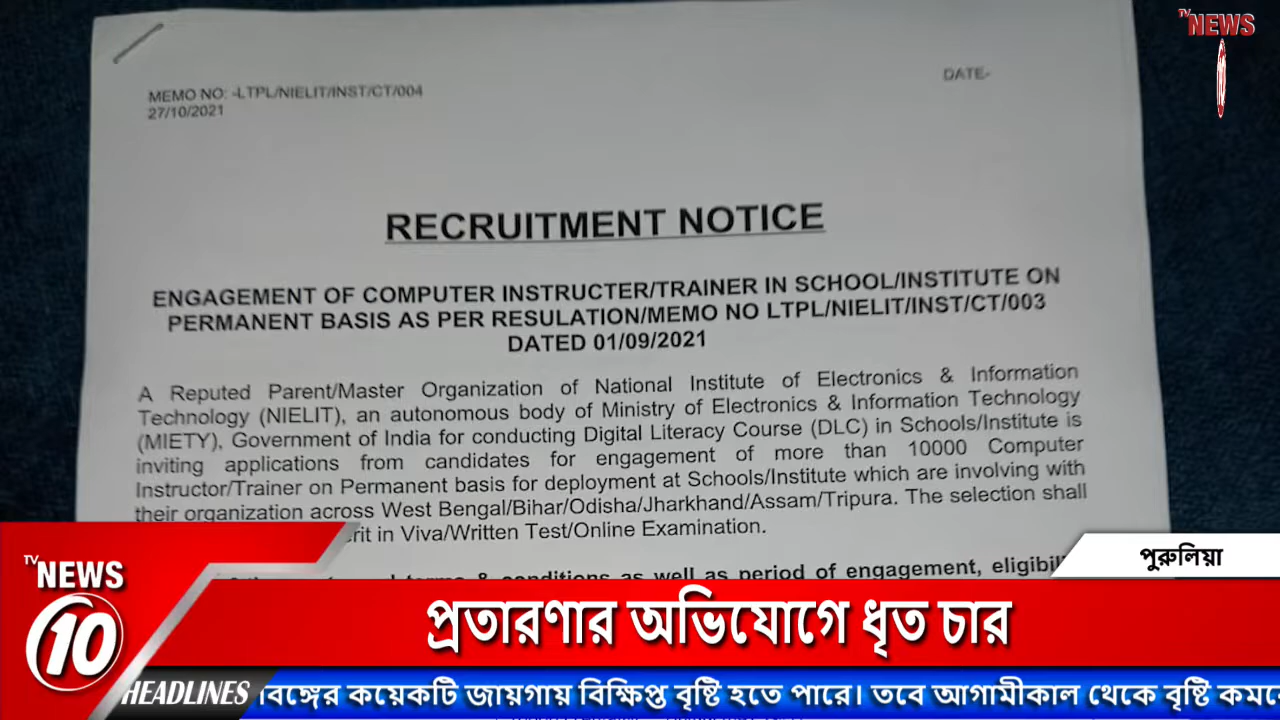 TV NEWS
MEMO NO: -LTPL/NIELIT/INST/CT/004
DATE-
27/10/2021
RECRUITMENT NOTICE
ENGAGEMENT OF COMPUTER INSTRUCTER/TRAINER IN SCHOOL/INSTITUTE ON
PERMANENT BASIS AS PER RESULATION/MEMO NO LTPL/NIELIT/INST/CT/003
DATED 01/09/2021
A Reputed Parent/Master Organization of National Institute of Electronics & Information
Technology (NIELIT), an autonomous body of Ministry of Electronics & Information Technology
(MIETY), Government of India for conducting Digital Literacy Course (DLC) in Schools/Institute is
inviting applications from candidates for engagement of more than 10000 Computer
Instructor/Trainer on Permanent basis for deployment at Schools/Institute which are involving with
their organization across West Bengal/Bihar/Odisha/Jharkhand/Assam/Tripura. The selection shall
in Viva/Written Test/Online Examination.
& conditions as well as period of engagement,
পুরুলিয়া
TV NEWS
10
প্রতারণার অভিযোগে ধৃত চার
HEADLINES
কয়েকটি জায়গায় বিক্ষিপ্ত বৃষ্টি হতে পারে। তবে আগামীকাল থেকে বৃষ্টি